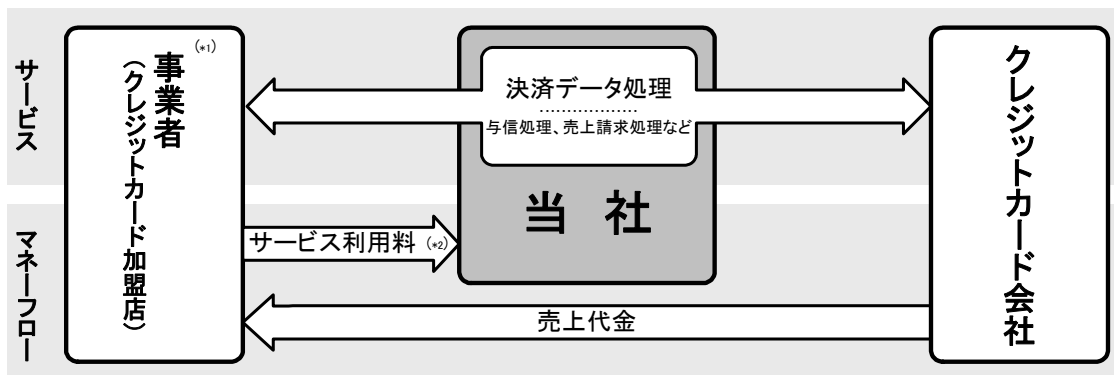 サービス
事業者
(*1)
（クレジットカード加盟店）
決済データ処理
与信処理、売上請求処理など
当 社
クレジットカード会社
マネーフロー
サービス利用料 (*2)
売上代金